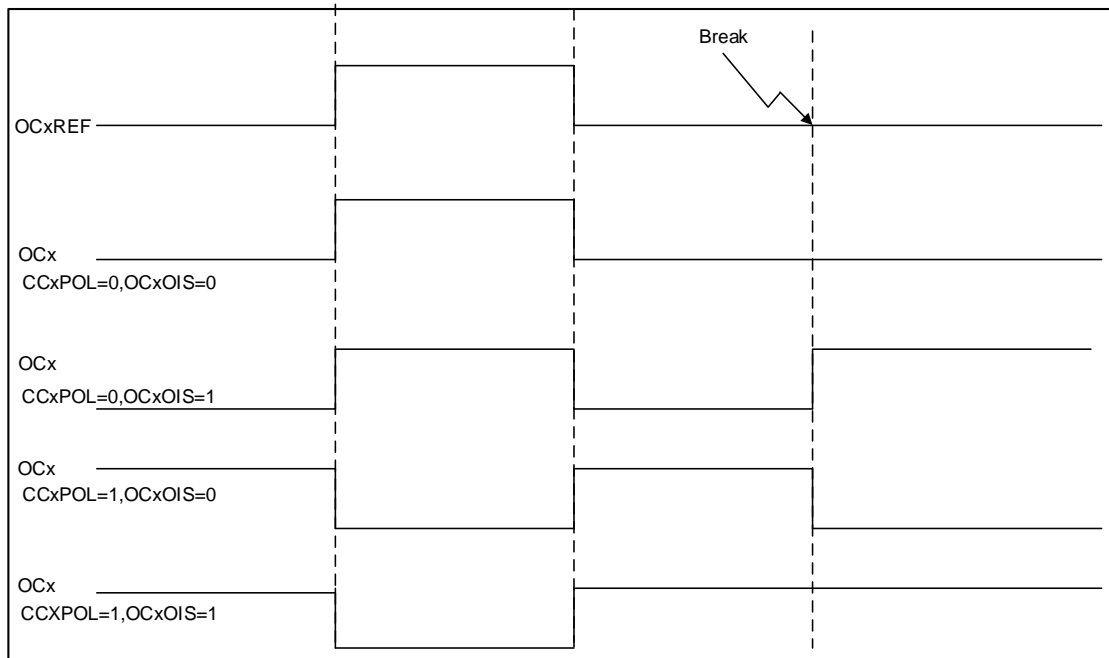 Break
OCxREF
OCx
CCxPOL=0,OCxOIS=0
OCx
CCxPOL=0,OCxOIS=1
OCx
CCxPOL=1,OCxOIS=0
OCx
CCXPOL=1,OCxOIS=1